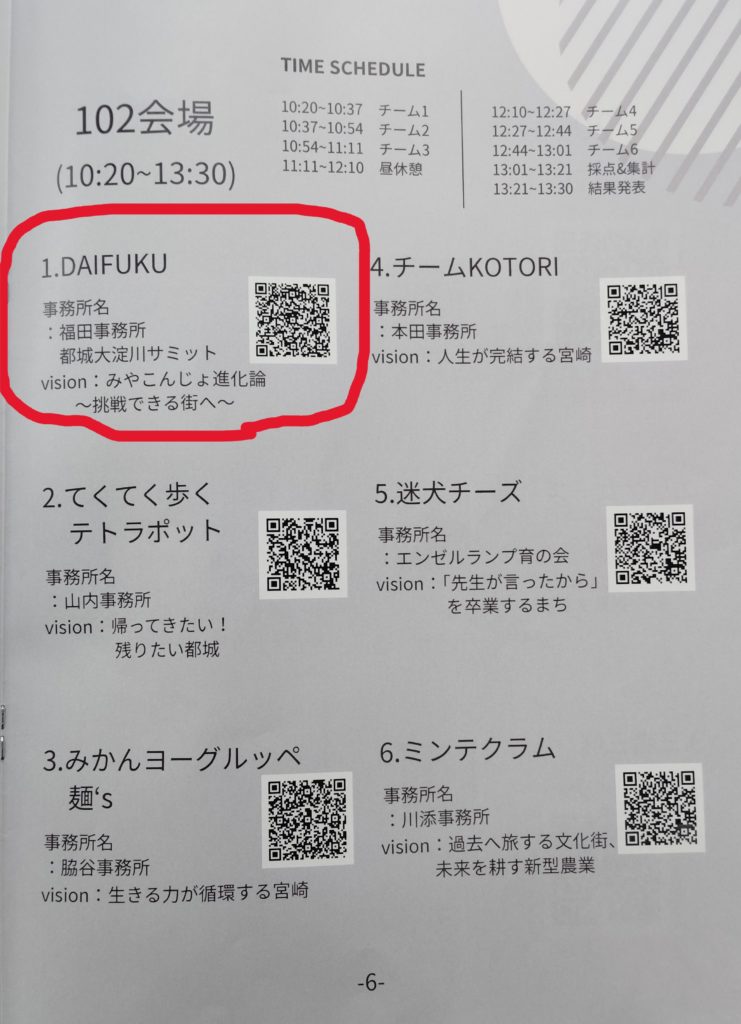 TIME SCHEDULE
102会場
(10:20~13:30)
10:20~10:37 チーム1
10:37~10:54 チーム2
10:54~11:11 チーム3
11:11~12:10 昼休憩
12:10~12:27 チーム4
12:27~12:44 チーム5
12:44~13:01 チーム6
13:01~13:21 採点&集計
13:21~13:30 結果発表
1.DAIFUKU
事務所名
：福田事務所
都城大淀川サミット
vision：みやこんじょ進化論
～挑戦できる街へ～
2.てくてく歩く
テトラポット
事務所名
：山内事務所
vision：帰ってきたい！
残りたい都城
3.みかんヨーグルッペ
麺‘s
事務所名
：脇谷事務所
vision：生きる力が循環する宮崎
4.チームKOTORI
事務所名
：本田事務所
vision：人生が完結する宮崎
5.迷犬チーズ
事務所名
：エンゼルランプ育の会
vision：「先生が言ったから」
を卒業するまち
6.ミンテクラム
事務所名
：川添事務所
vision：過去へ旅する文化街、
未来を耕す新型農業
-6-